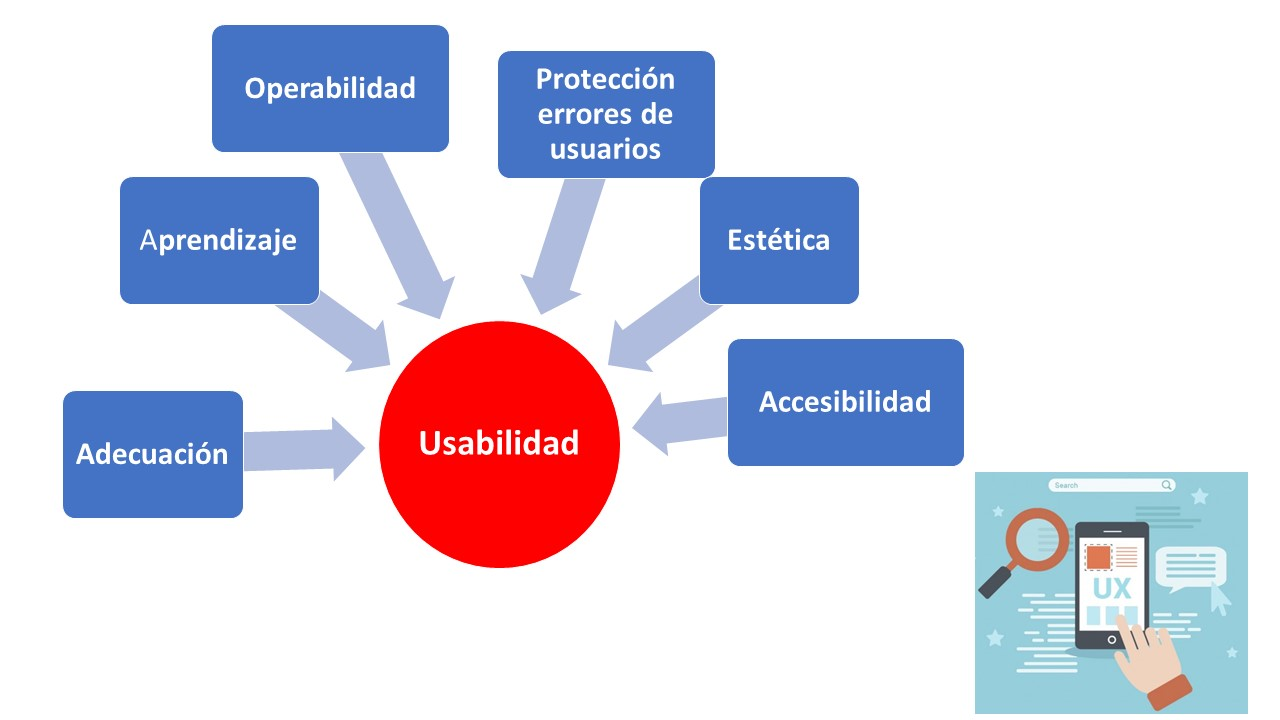 Operabilidad
Protección
errores de
usuarios
Aprendizaje
Estética
Accesibilidad
Adecuación
Usabilidad
Search
UX